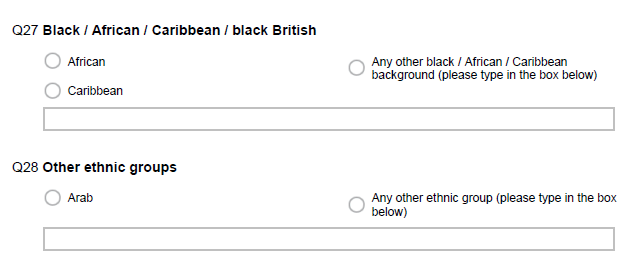 Q27 Black / African / Caribbean / black British
African
Caribbean
Any other black / African / Caribbean
background (please type in the box below)
Q28 Other ethnic groups
Arab
Any other ethnic group (please type in the box
below)